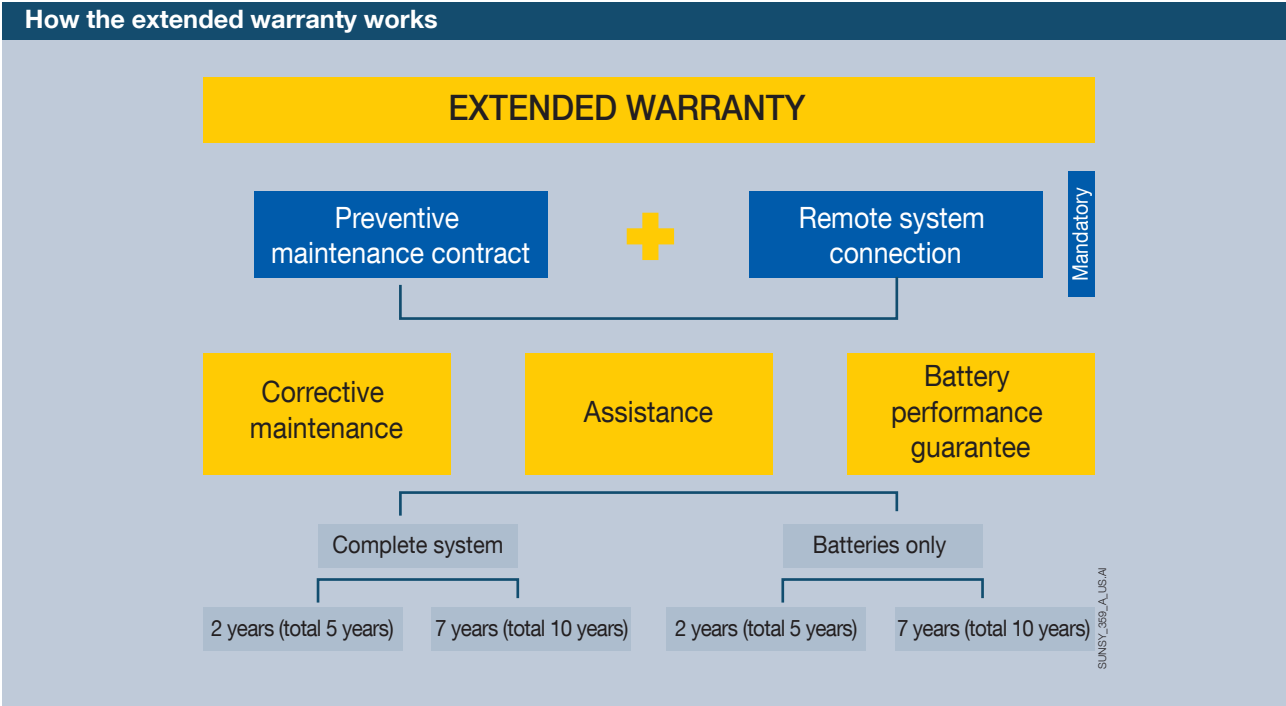 How the extended warranty works
EXTENDED WARRANTY
Preventive
maintenance contract
Remote system
connection
Mandatory
Corrective
maintenance
Assistance
Battery
performance
guarantee
Complete system
Batteries only
2 years (total 5 years)
7 years (total 10 years)
2 years (total 5 years)
7 years (total 10 years)
SUNSY_359_A_US.AI